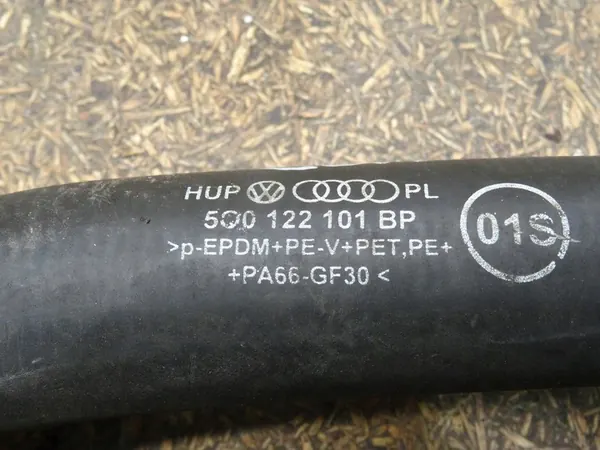 HUP PL
5Q0 122 101 BP
>p-EPDM+PE-V+PET,PE+
+PA66-GF30<
01S